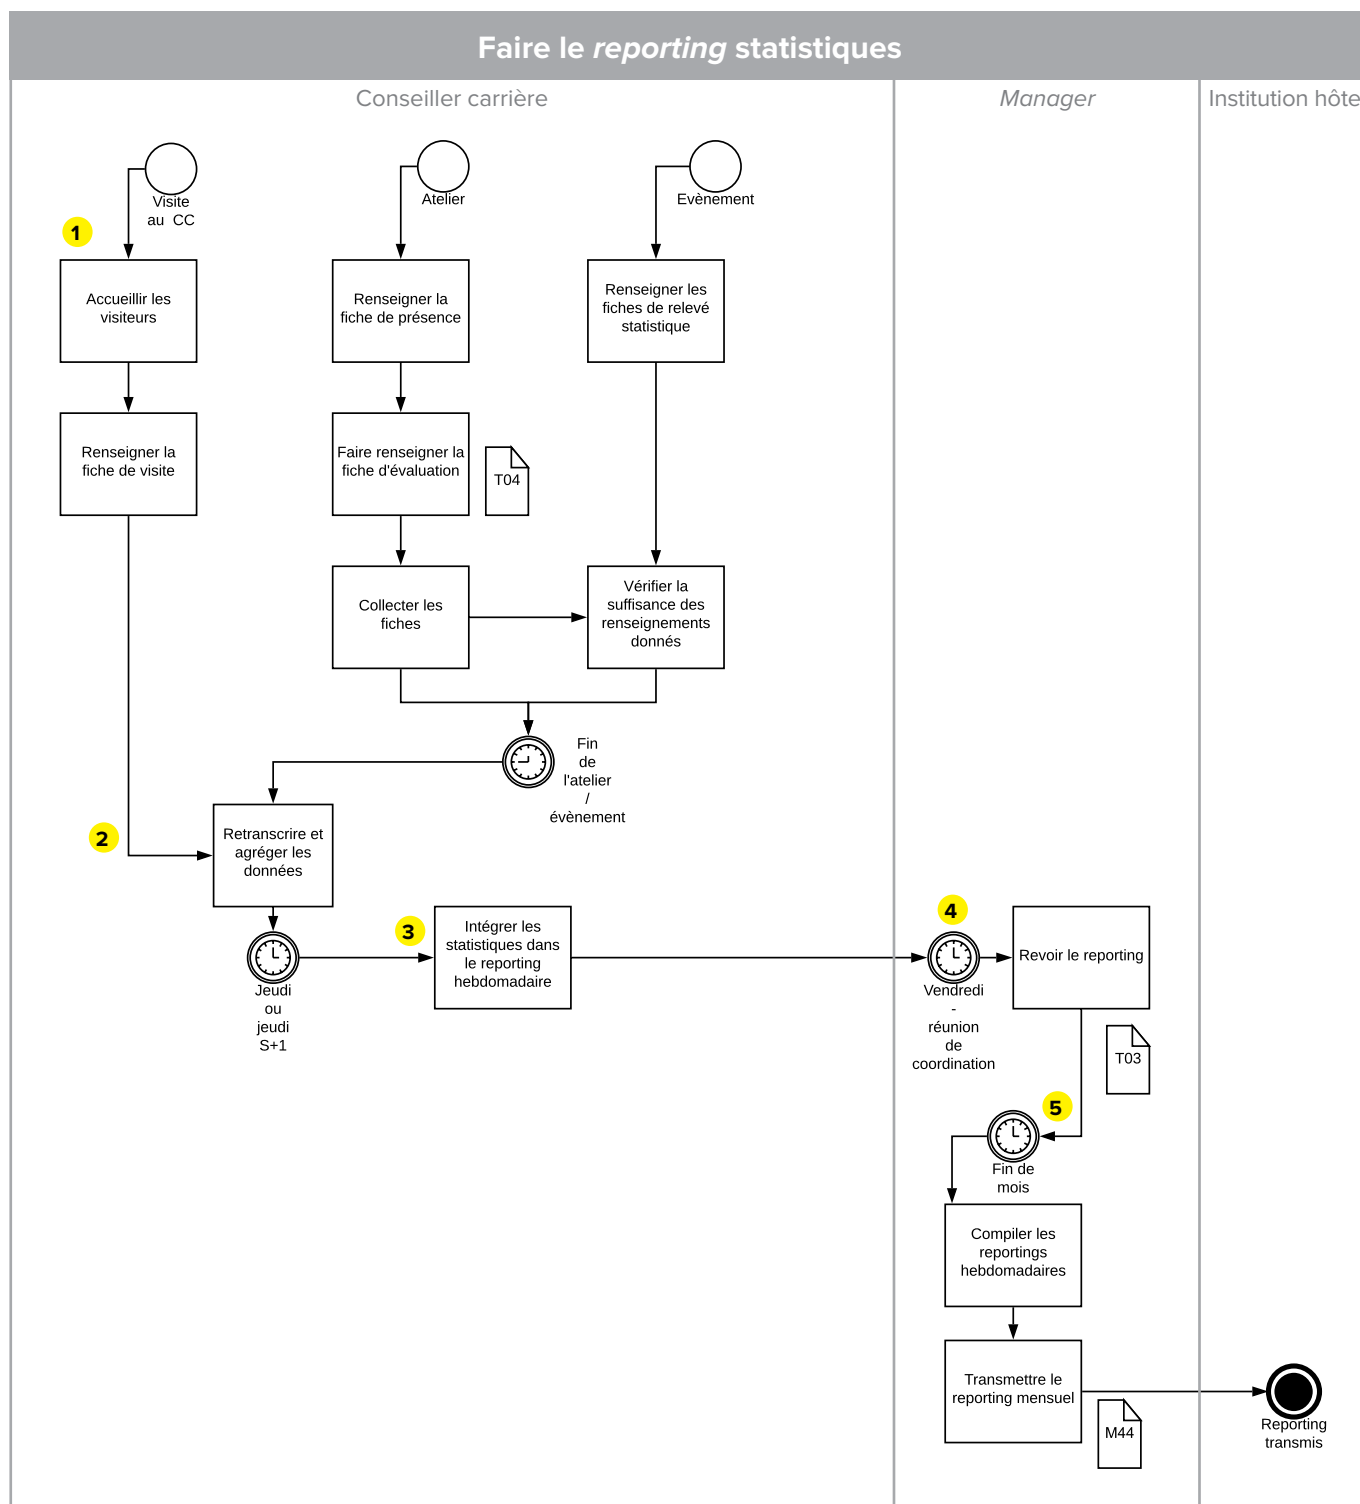 Faire le reporting statistiques
Conseiller carrière
Manager
Institution hôte
Visite
au CC
Atelier
Evènement
1
Accueillir les
visiteurs
Renseigner la
fiche de présence
Renseigner les
fiches de relevé
statistique
Renseigner la
fiche de visite
Faire renseigner la
fiche d'évaluation
T04
Collecter les
fiches
Vérifier la
suffisance des
renseignements
donnés
Fin
de
l'atelier
/
évènement
2
Retranscrire et
agréger les
données
Jeudi
ou
jeudi
S+1
3
Intégrer les
statistiques dans
le reporting
hebdomadaire
4
Vendredi
-
réunion
de
coordination
Revoir le reporting
T03
5
Fin de
mois
Compiler les
reportings
hebdomadaires
Transmettre le
reporting mensuel
M44
Reporting
transmis